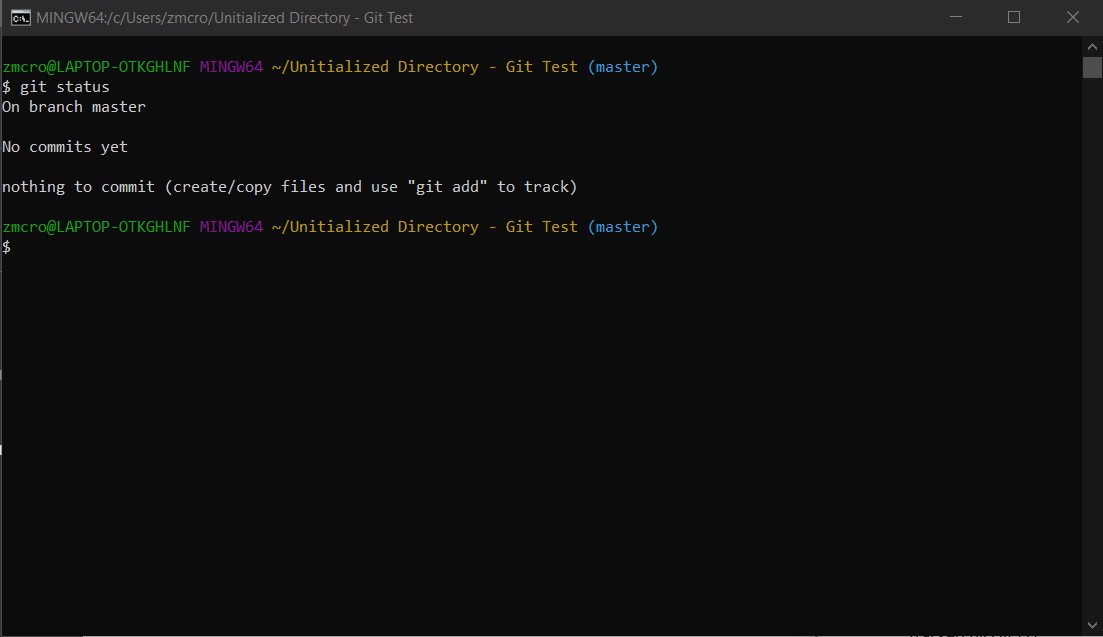 MINGW64:/c/Users/zmcro/Unitialized Directory - Git Test
zmcro@LAPTOP-OTKGHLNF MINGW64 ~/Unitialized Directory - Git Test (master)
$ git status
On branch master
No commits yet
nothing to commit (create/copy files and use "git add" to track)
zmcro@LAPTOP-OTKGHLNF MINGW64 ~/Unitialized Directory - Git Test (master)
$